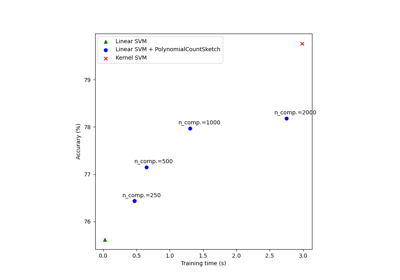 Linear SVM
Linear SVM + PolynomialCountSketch
Kernel SVM
79
78
77
76
n_comp.=2000
n_comp.=1000
n_comp.=500
n_comp.=250
Accurary (%)
0.0 0.5 1.0 1.5 2.0 2.5 3.0
Training time (s)